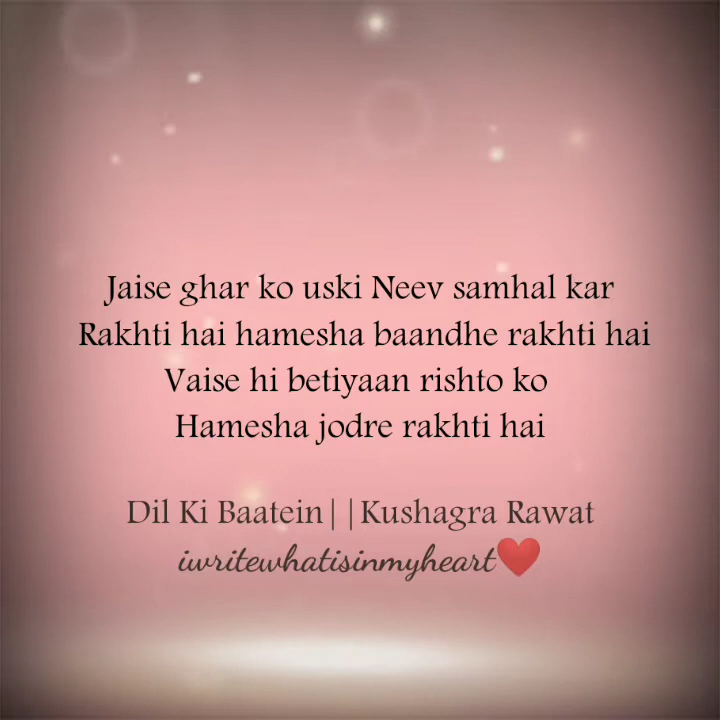 Jaise ghar ko uski Neev samhal kar
Rakhti hai hamesha baandhe rakhti hai
Vaise hi betiyaan rishto ko
Hamesha jodre rakhti hai
Dil Ki Baatein||Kushagra Rawat
iwritewhatisinmyheart❤️